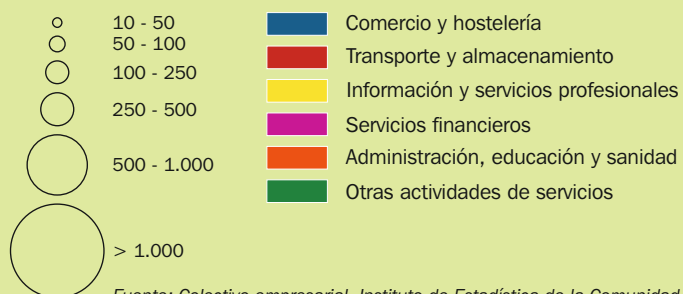 10 - 50
50 - 100
100 - 250
250 - 500
500 - 1.000
> 1.000
Comercio y hostelería
Transporte y almacenamiento
Información y servicios profesionales
Servicios financieros
Administración, educación y sanidad
Otras actividades de servicios
Fuente: Colectivo empresarial. Instituto de Estadística de la Comunidad